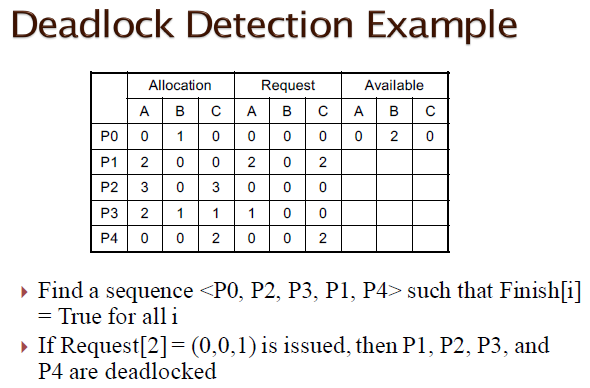 Deadlock Detection Example
Allocation Request Available
A B C A B C A B C
P0 0 1 0 0 0 0 0 2 0
P1 2 0 0 2 0 2
P2 3 0 3 0 0 0
P3 2 1 1 1 0 0
P4 0 0 2 0 0 2
Find a sequence <P0, P2, P3, P1, P4> such that Finish[i]
= True for all i
If Request[2] = (0,0,1) is issued, then P1, P2, P3, and
P4 are deadlocked